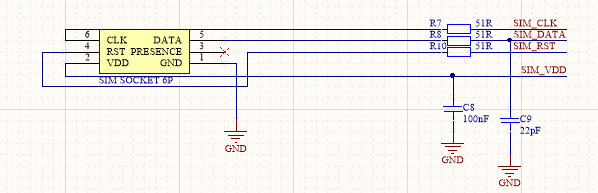 R7 51R SIM_CLK
6 CLK DATA 5 R8 51R SIM_DATA
4 RST PRESENCE 3 R10 51R SIM_RST
2 VDD GND 1
SIM_VDD
SIM SOCKET 6P
C8
100nF
C9
22pF
GND
GND
GND